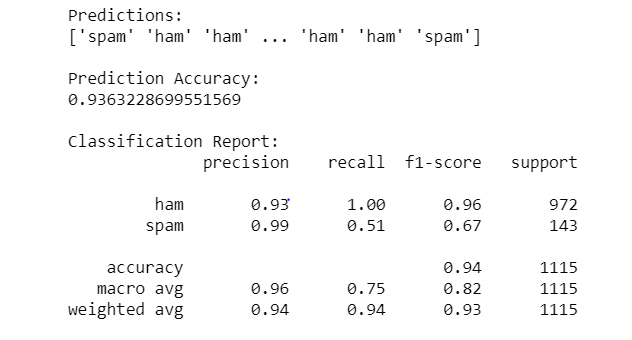 Predictions:
['spam' 'ham' 'ham' ... 'ham' 'ham' 'spam']
Prediction Accuracy:
0.9363228699551569
Classification Report:
precision recall f1-score support
ham 0.93 1.00 0.96 972
spam 0.99 0.51 0.67 143
accuracy 0.94 1115
macro avg 0.96 0.75 0.82 1115
weighted avg 0.94 0.94 0.93 1115